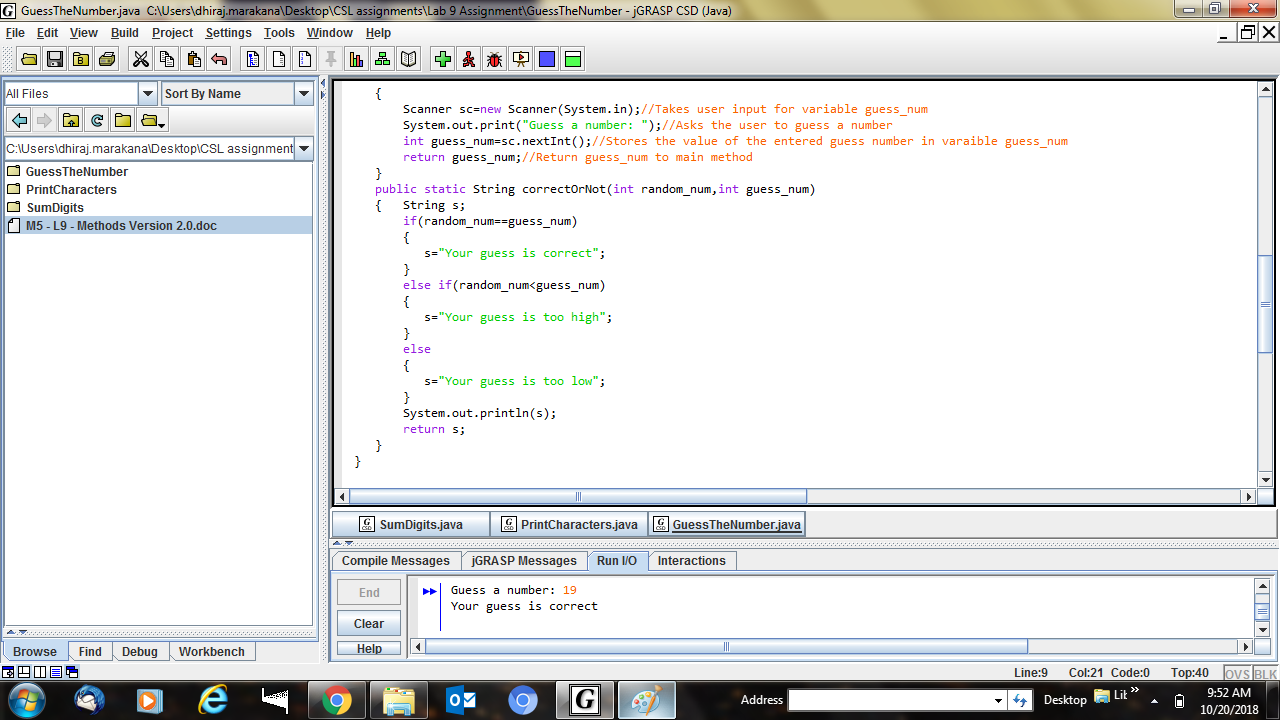 GuessTheNumber.java  C:\Users\dhiraj.marakana\Desktop\CSL assignments\Lab 9 Assignment\GuessTheNumber - jGRASP CSD (Java)
File Edit View Build Project Settings Tools Window Help
All Files Sort By Name
C:\Users\dhiraj.marakana\Desktop\CSL assignment
GuessTheNumber
PrintCharacters
SumDigits
M5 - L9 - Methods Version 2.0.doc
Browse Find Debug Workbench
{
Scanner sc=new Scanner(System.in);//Takes user input for variable guess_num
System.out.print("Guess a number: ");//Asks the user to guess a number
int guess_num=sc.nextInt();//Stores the value of the entered guess number in varaible guess_num
return guess_num;//Return guess_num to main method
}
public static String correctOrNot(int random_num,int guess_num)
{   String s;
if(random_num==guess_num)
{
s="Your guess is correct";
}
else if(random_num<guess_num)
{
s="Your guess is too high";
}
else
{
s="Your guess is too low";
}
System.out.println(s);
return s;
}
}
SumDigits.java PrintCharacters.java GuessTheNumber.java
Compile Messages jGRASP Messages Run I/O Interactions
End
Clear
Help
Guess a number: 19
Your guess is correct
Line:9 Col:21 Code:0 Top:40 OVS BLK
Address Desktop Lib » 9:52 AM
10/20/2018